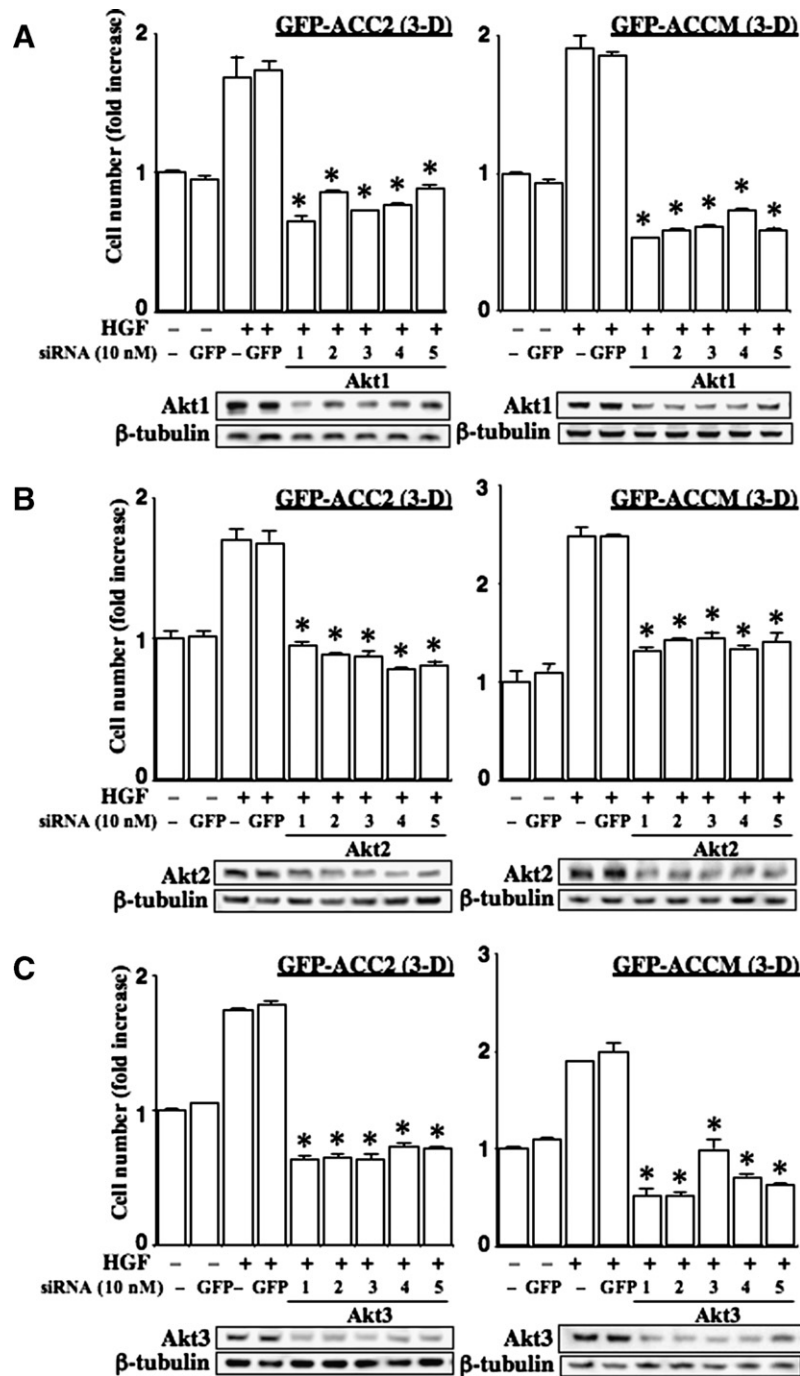 A
GFP-ACC2 (3-D)
Cell number (fold increase)
2
1
0
HGF – – + + + + + + +
siRNA (10 nM) – GFP – GFP 1 2 3 4 5
Akt1
Akt1
β-tubulin
GFP-ACCM (3-D)
2
1
0
– – + + + + + + +
– GFP – GFP 1 2 3 4 5
Akt1
Akt1
β-tubulin
* * * * *
* * * * *
B
GFP-ACC2 (3-D)
Cell number (fold increase)
2
1
0
HGF – – + + + + + + +
siRNA (10 nM) – GFP – GFP 1 2 3 4 5
Akt2
Akt2
β-tubulin
GFP-ACCM (3-D)
3
2
1
0
– – + + + + + + +
– GFP – GFP 1 2 3 4 5
Akt2
Akt2
β-tubulin
* * * * *
* * * * *
C
GFP-ACC2 (3-D)
Cell number (fold increase)
2
1
0
HGF – – + + + + + + +
siRNA (10 nM) – GFP – GFP 1 2 3 4 5
Akt3
Akt3
β-tubulin
GFP-ACCM (3-D)
3
2
1
0
– – + + + + + + +
– GFP – GFP 1 2 3 4 5
Akt3
Akt3
β-tubulin
* * * * *
* * * * *